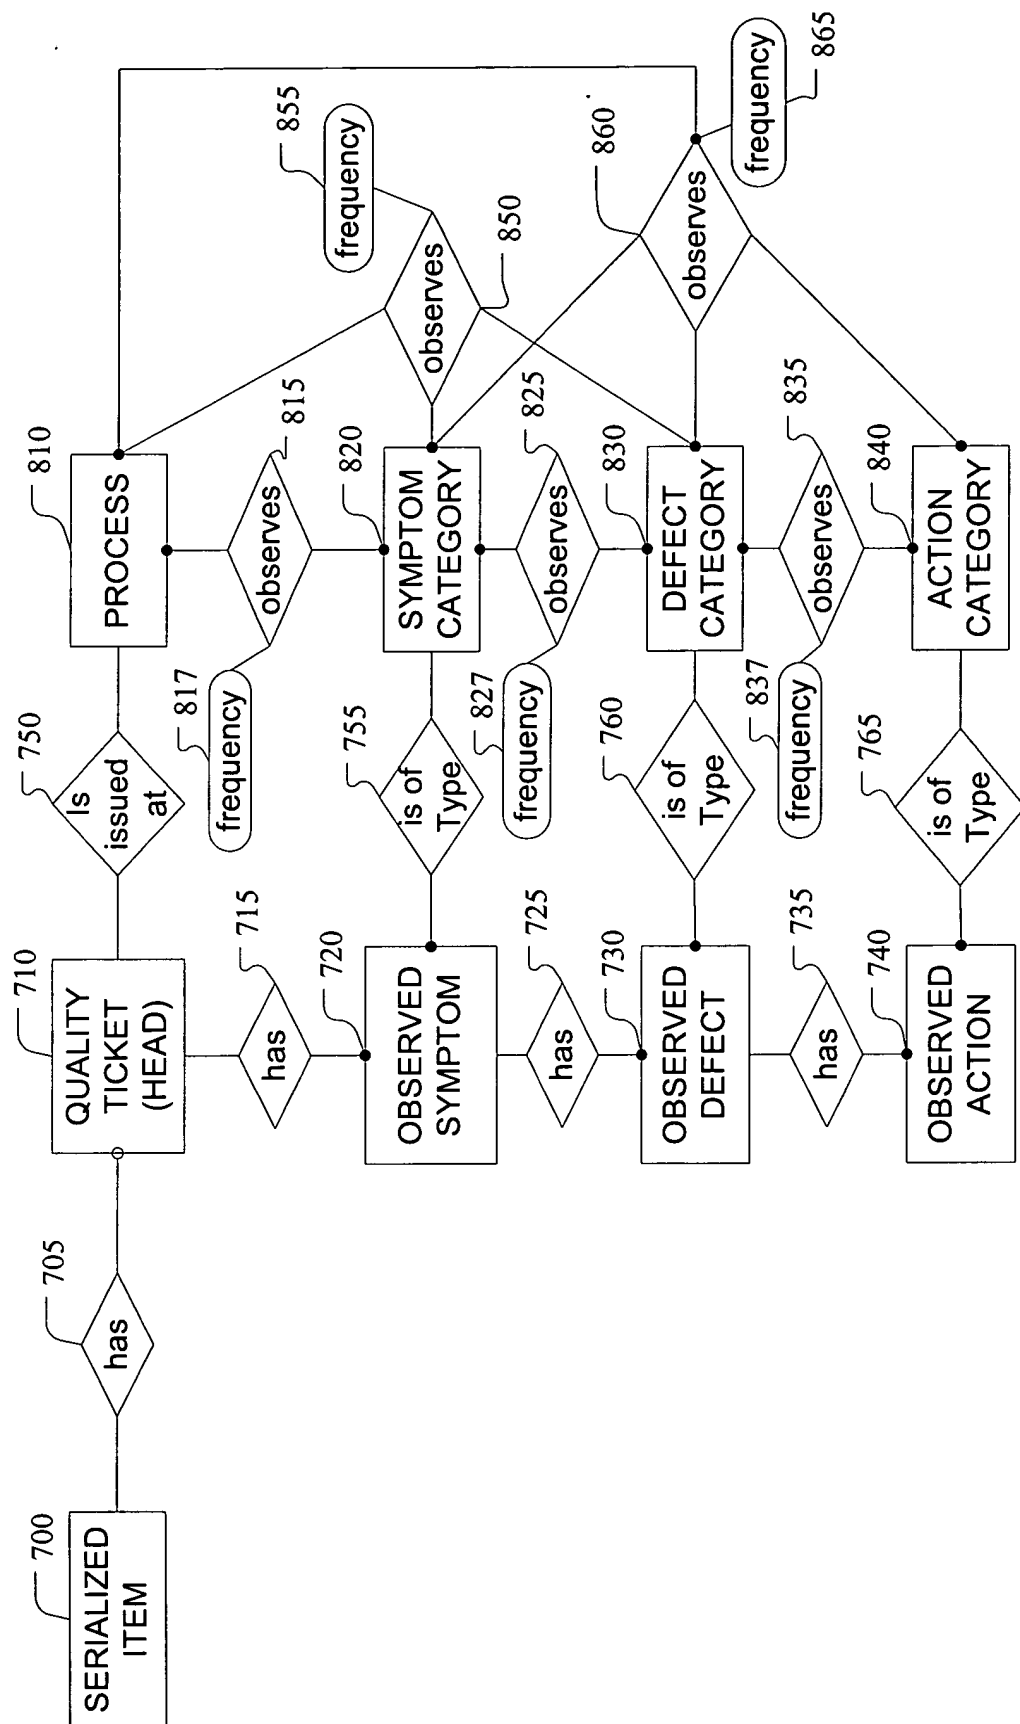 700
SERIALIZED
ITEM
705
has
710
QUALITY
TICKET
(HEAD)
750
Is
issued
at
810
PROCESS
715
has
817
frequency
815
observes
720
OBSERVED
SYMPTOM
755
is of
Type
820
SYMPTOM
CATEGORY
850
observes
855
frequency
725
has
827
frequency
825
observes
730
OBSERVED
DEFECT
760
is of
Type
830
DEFECT
CATEGORY
860
observes
865
frequency
735
has
837
frequency
835
observes
740
OBSERVED
ACTION
765
is of
Type
840
ACTION
CATEGORY